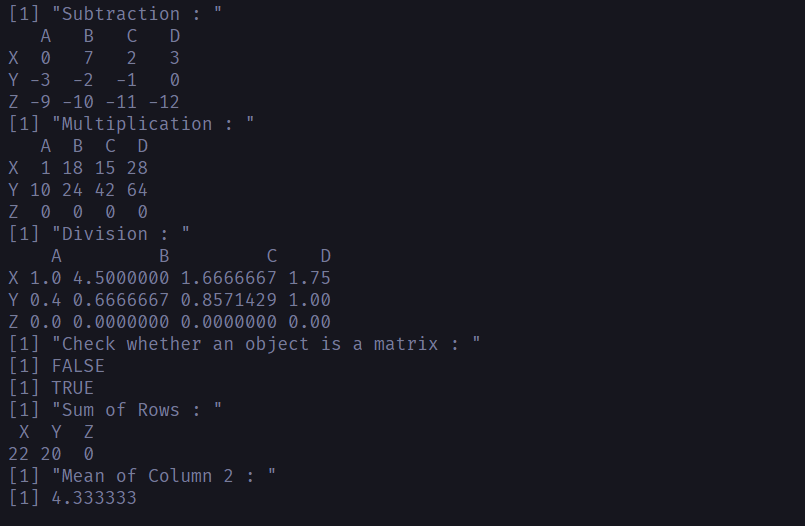 [1] "Subtraction : "
   A   B   C   D
X  0   7   2   3
Y -3  -2  -1   0
Z -9 -10 -11 -12
[1] "Multiplication : "
   A  B  C  D
X  1 18 15 28
Y 10 24 42 64
Z  0  0  0  0
[1] "Division : "
    A         B         C    D
X 1.0 4.5000000 1.6666667 1.75
Y 0.4 0.6666667 0.8571429 1.00
Z 0.0 0.0000000 0.0000000 0.00
[1] "Check whether an object is a matrix : "
[1] FALSE
[1] TRUE
[1] "Sum of Rows : "
 X  Y  Z
22 20  0
[1] "Mean of Column 2 : "
[1] 4.333333